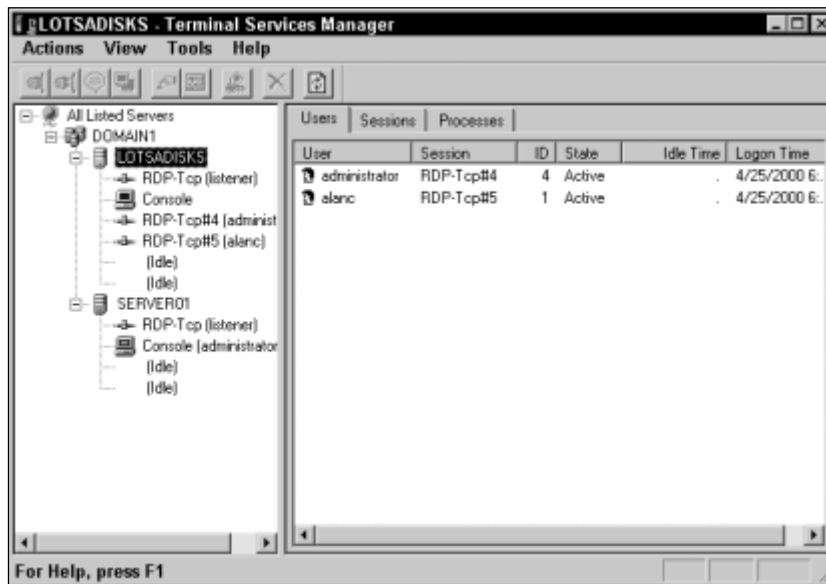 LOTSADISKS - Terminal Services Manager
Actions View Tools Help
All Listed Servers
DOMAIN1
LOTSADISKS
RDP-Tcp (listener)
Console
RDP-Tcp#4 (administ
RDP-Tcp#5 (alanc)
(Idle)
(Idle)
SERVER01
RDP-Tcp (listener)
Console (administrator
(Idle)
(Idle)
Users Sessions Processes
User Session ID State Idle Time Logon Time
administrator RDP-Tcp#4 4 Active . 4/25/2000 6:.
alanc RDP-Tcp#5 1 Active . 4/25/2000 6:.
For Help, press F1